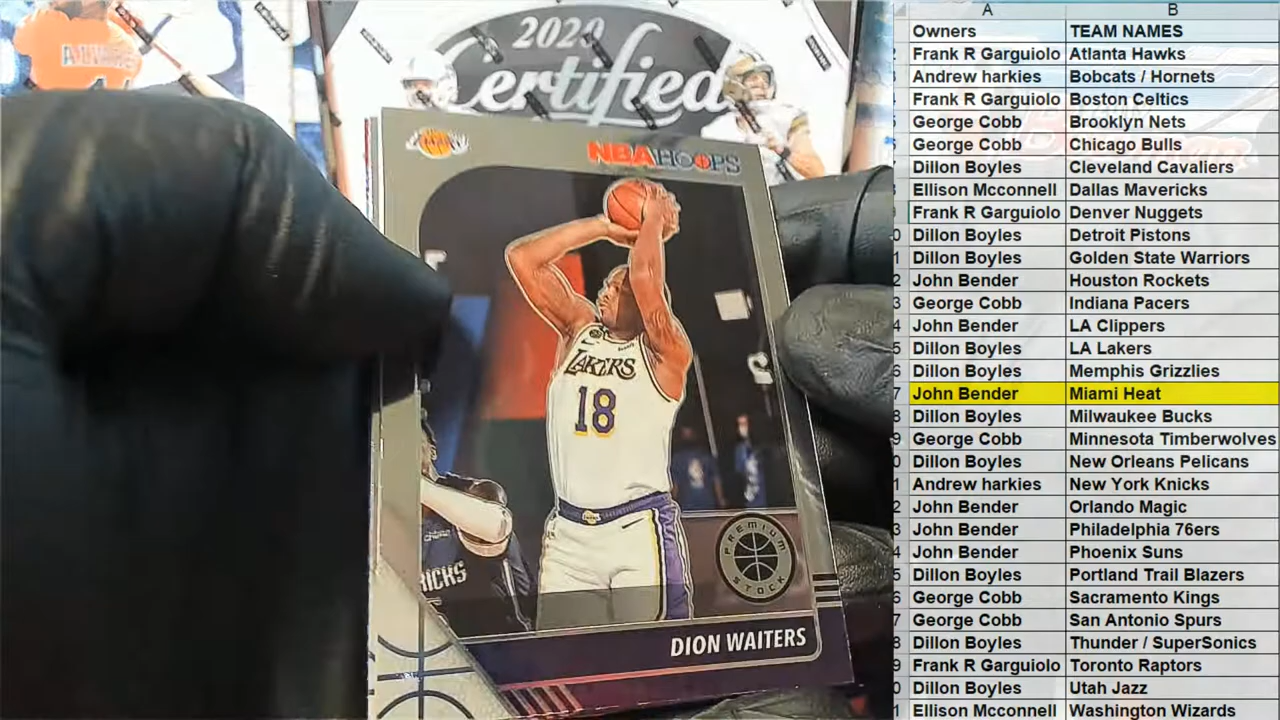 ALVAREZ
2020
Certified
LAKERS
NBA HOOPS
LAKERS
18
RICKS
PREMIUM
STOCK
DION WAITERS
A B
Owners TEAM NAMES
Frank R Garguiolo Atlanta Hawks
Andrew harkies Bobcats / Hornets
Frank R Garguiolo Boston Celtics
George Cobb Brooklyn Nets
George Cobb Chicago Bulls
Dillon Boyles Cleveland Cavaliers
Ellison Mcconnell Dallas Mavericks
Frank R Garguiolo Denver Nuggets
Dillon Boyles Detroit Pistons
Dillon Boyles Golden State Warriors
John Bender Houston Rockets
George Cobb Indiana Pacers
John Bender LA Clippers
Dillon Boyles LA Lakers
Dillon Boyles Memphis Grizzlies
John Bender Miami Heat
Dillon Boyles Milwaukee Bucks
George Cobb Minnesota Timberwolves
Dillon Boyles New Orleans Pelicans
Andrew harkies New York Knicks
John Bender Orlando Magic
John Bender Philadelphia 76ers
John Bender Phoenix Suns
Dillon Boyles Portland Trail Blazers
George Cobb Sacramento Kings
George Cobb San Antonio Spurs
Dillon Boyles Thunder / SuperSonics
Frank R Garguiolo Toronto Raptors
Dillon Boyles Utah Jazz
Ellison Mcconnell Washington Wizards